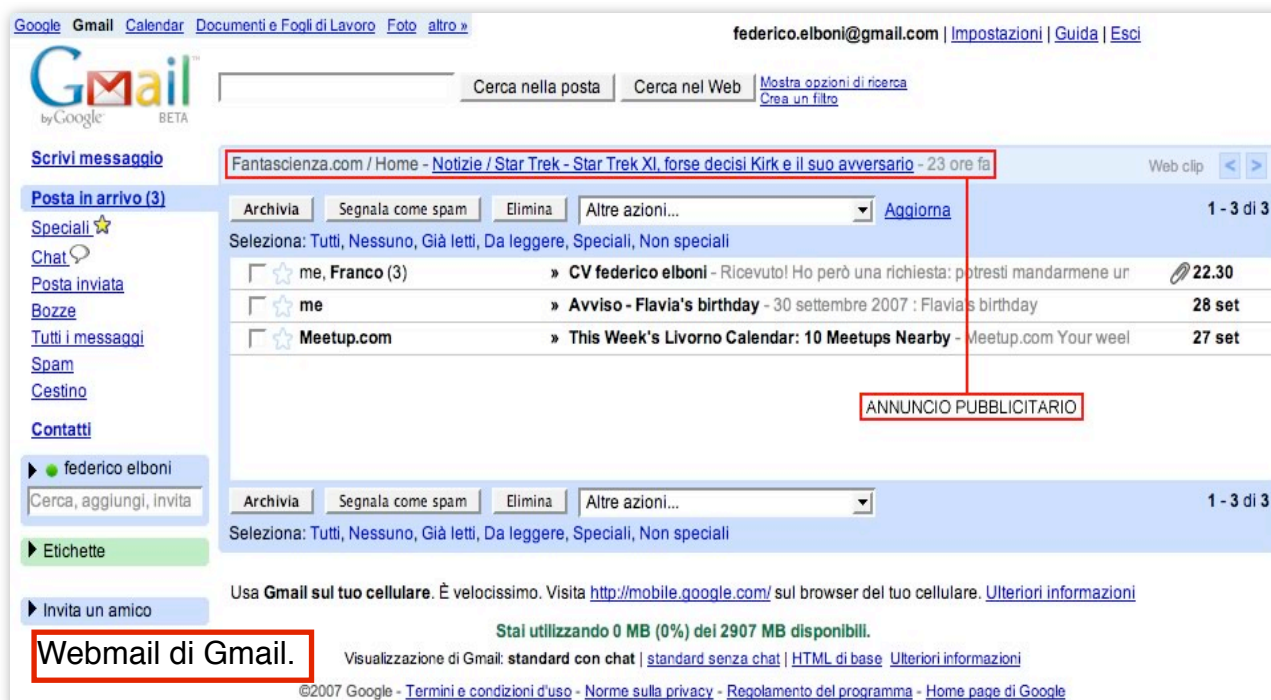 Google Gmail Calendar Documenti e Fogli di Lavoro Foto altro »
federico.elboni@gmail.com | Impostazioni | Guida | Esci
Gmail™
by Google BETA
Cerca nella posta Cerca nel Web Mostra opzioni di ricerca
Crea un filtro
Scrivi messaggio
Fantascienza.com / Home - Notizie / Star Trek - Star Trek XI, forse decisi Kirk e il suo avversario - 23 ore fa Web clip < >
Posta in arrivo (3)
Speciali
Chat
Posta inviata
Bozze
Tutti i messaggi
Spam
Cestino
Contatti
federico elboni
Cerca, aggiungi, invita
Etichette
Invita un amico
Archivia Segnala come spam Elimina Altre azioni... Aggiorna 1 - 3 di 3
Seleziona: Tutti, Nessuno, Già letti, Da leggere, Speciali, Non speciali
me, Franco (3) » CV federico elboni - Ricevuto! Ho però una richiesta: potresti mandarmene un 22.30
me » Avviso - Flavia's birthday - 30 settembre 2007 : Flavia's birthday 28 set
Meetup.com » This Week's Livorno Calendar: 10 Meetups Nearby - Meetup.com Your weel 27 set
ANNUNCIO PUBBLICITARIO
Archivia Segnala come spam Elimina Altre azioni... 1 - 3 di 3
Seleziona: Tutti, Nessuno, Già letti, Da leggere, Speciali, Non speciali
Usa Gmail sul tuo cellulare. È velocissimo. Visita http://mobile.google.com/ sul browser del tuo cellulare. Ulteriori informazioni
Stai utilizzando 0 MB (0%) dei 2907 MB disponibili.
Webmail di Gmail.
Visualizzazione di Gmail: standard con chat | standard senza chat | HTML di base Ulteriori informazioni
©2007 Google - Termini e condizioni d'uso - Norme sulla privacy - Regolamento del programma - Home page di Google